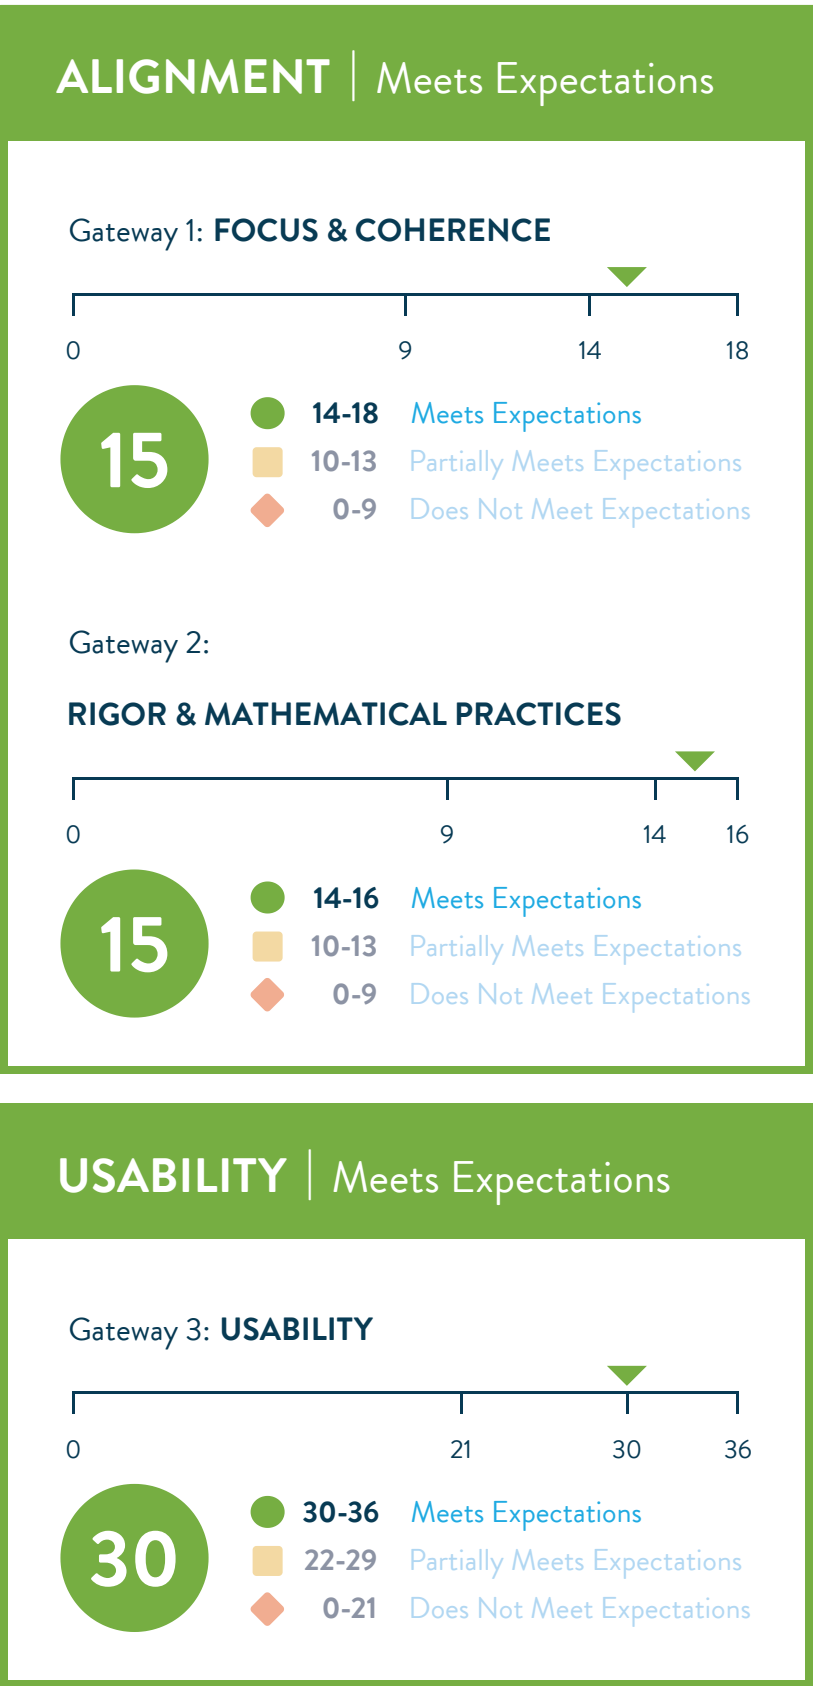 ALIGNMENT | Meets Expectations
Gateway 1: FOCUS & COHERENCE
0 9 14 18
15
14-18 Meets Expectations
10-13 Partially Meets Expectations
0-9 Does Not Meet Expectations
Gateway 2:
RIGOR & MATHEMATICAL PRACTICES
0 9 14 16
15
14-16 Meets Expectations
10-13 Partially Meets Expectations
0-9 Does Not Meet Expectations
USABILITY | Meets Expectations
Gateway 3: USABILITY
0 21 30 36
30
30-36 Meets Expectations
22-29 Partially Meets Expectations
0-21 Does Not Meet Expectations